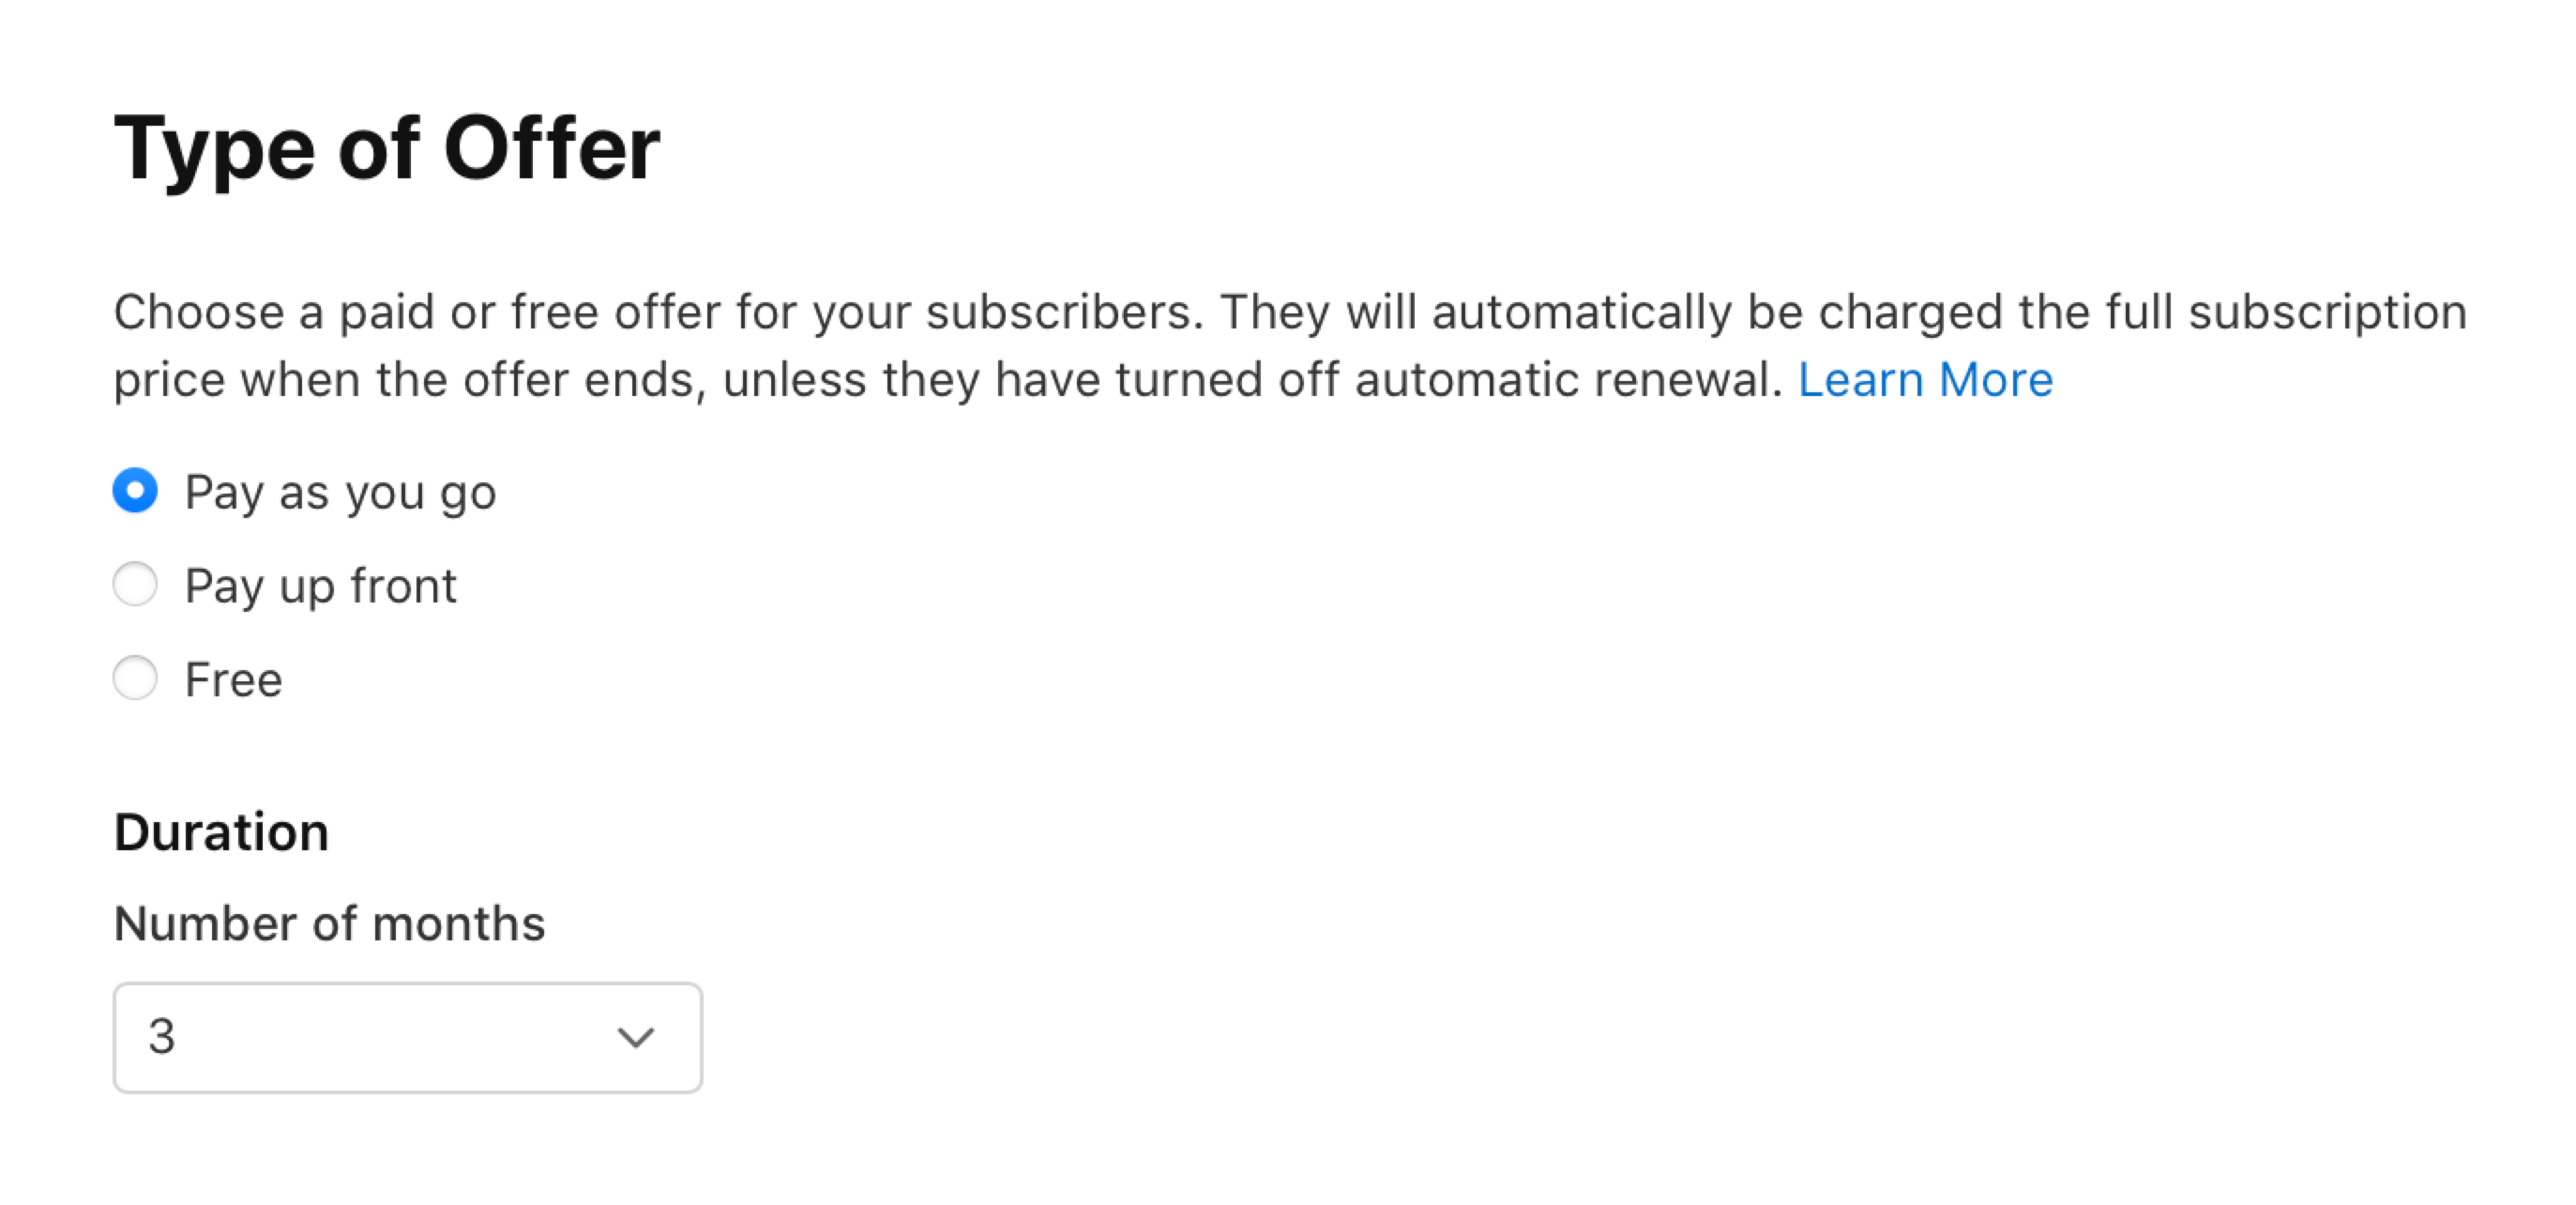 Type of Offer
Choose a paid or free offer for your subscribers. They will automatically be charged the full subscription
price when the offer ends, unless they have turned off automatic renewal. Learn More
Pay as you go
Pay up front
Free
Duration
Number of months
3